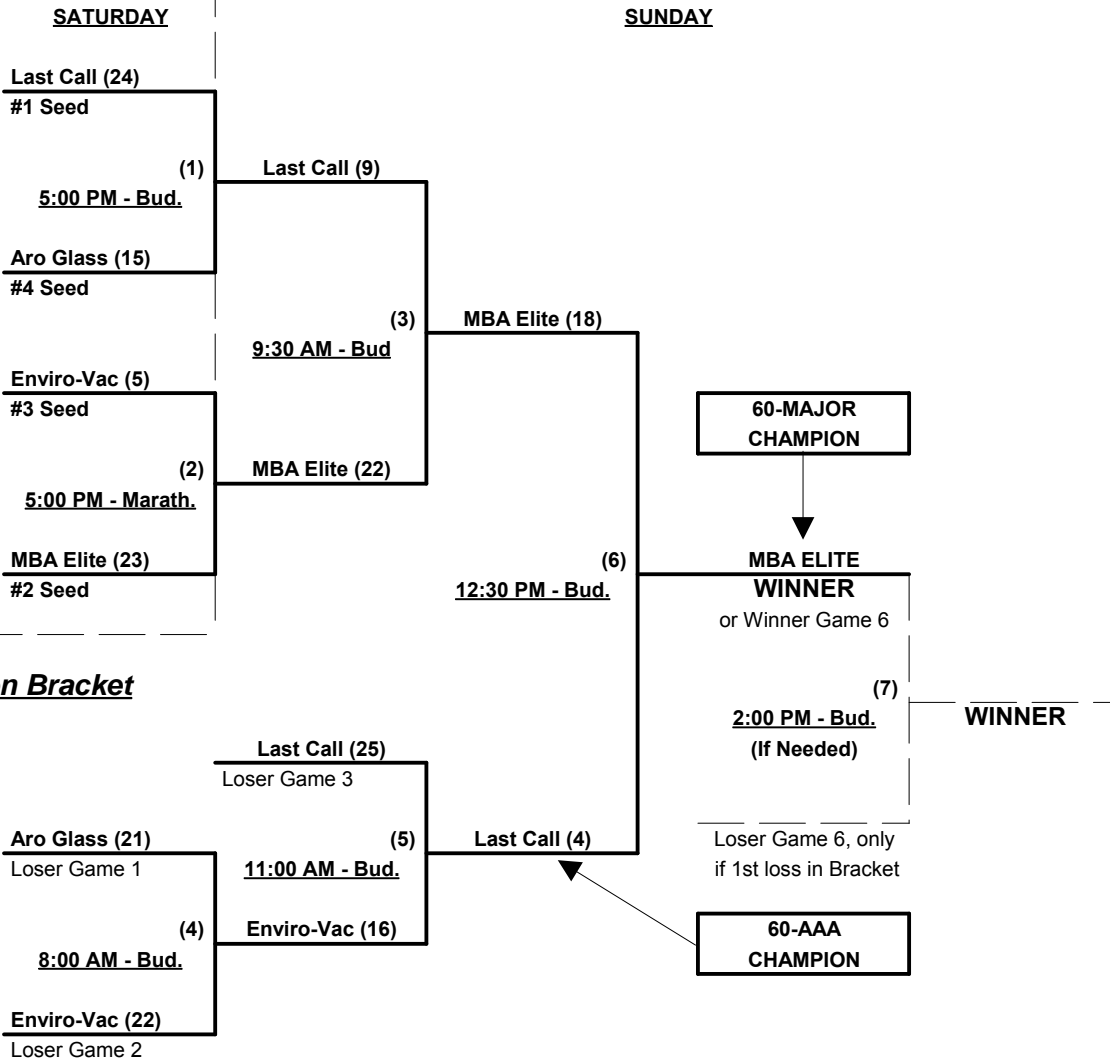 SATURDAY
SUNDAY
Last Call (24)
#1 Seed
(1)
Last Call (9)
5:00 PM - Bud.
Aro Glass (15)
#4 Seed
(3)
MBA Elite (18)
9:30 AM - Bud
Enviro-Vac (5)
#3 Seed
60-MAJOR
CHAMPION
(2)
MBA Elite (22)
5:00 PM - Marath.
MBA Elite (23)
#2 Seed
(6)
MBA ELITE
12:30 PM - Bud.
WINNER
or Winner Game 6
Bracket
(7)
2:00 PM - Bud.
(If Needed)
WINNER
Last Call (25)
Loser Game 3
Aro Glass (21)
Loser Game 1
(5)
Last Call (4)
11:00 AM - Bud.
Loser Game 6, only
if 1st loss in Bracket
(4)
Enviro-Vac (16)
8:00 AM - Bud.
60-AAA
CHAMPION
Enviro-Vac (22)
Loser Game 2